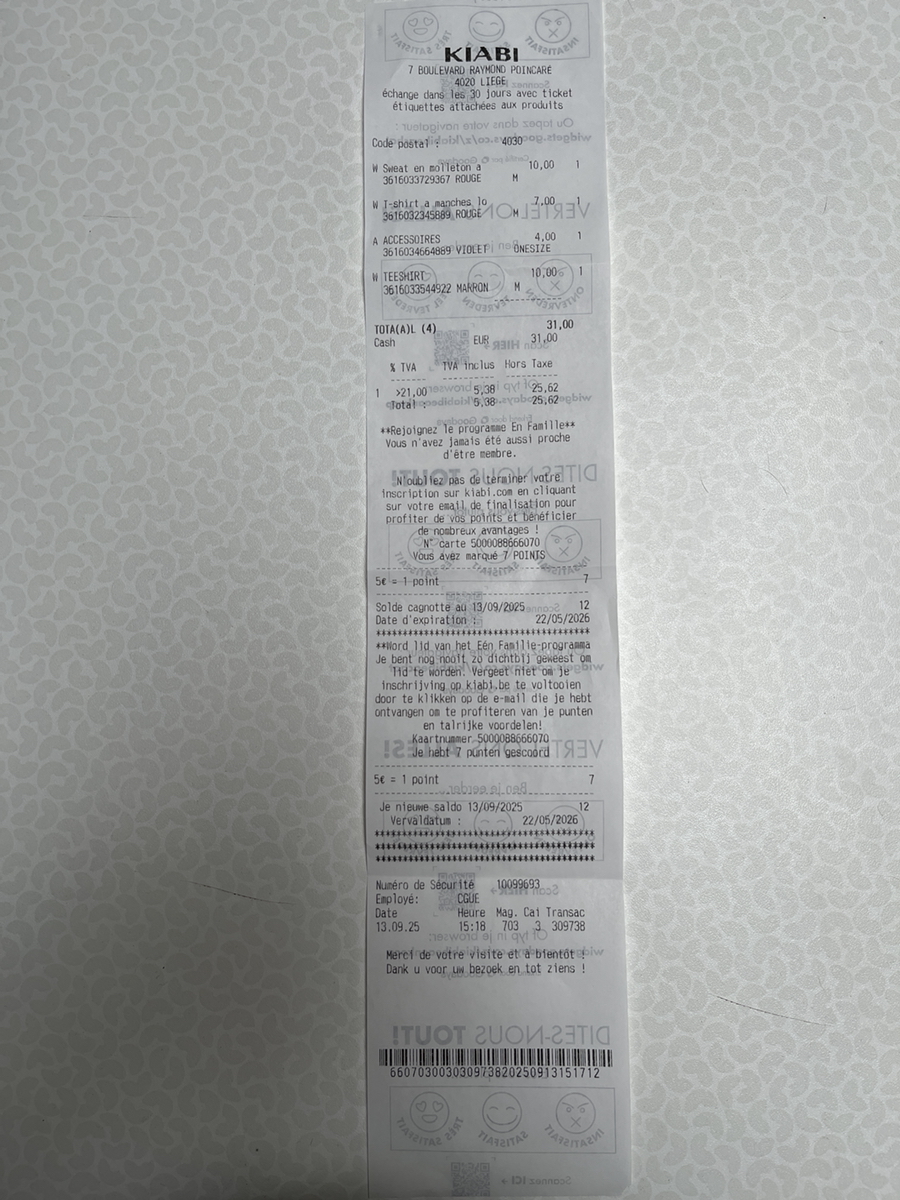 KIABI
7 BOULEVARD RAYMOND POINCARÉ
4020 LIEGE
échange dans les 30 jours avec ticket
étiquettes attachées aux produits
Code postal : 4030
W Sweat en molleton a 10,00 1
3616033729367 ROUGE M
W T-shirt a manches lo 7,00 1
3616032345889 ROUGE M
A ACCESSOIRES 4,00 1
3616034664889 VIOLET ONESIZE
W TEESHIRT 10,00 1
3616033544922 MARRON M
TOTA(A)L (4) 31,00
Cash EUR 31,00
% TVA TVA inclus Hors Taxe
1 >21,00 5,38 25,62
Total : 5,38 25,62
**Rejoignez le programme En Famille**
Vous n'avez jamais été aussi proche
d'être membre.
N'oubliez pas de terminer votre
inscription sur kiabi.com en cliquant
sur votre email de finalisation pour
profiter de vos points et bénéficier
de nombreux avantages !
N° carte 5000088666070
Vous avez marqué 7 POINTS
5€ = 1 point 7
Solde cagnotte au 13/09/2025 12
Date d'expiration : 22/05/2026
****************************************
**Word lid van het Eén Familie-programma
Je bent nog nooit zo dichtbij geweest om
lid te worden. Vergeet niet om je
inschrijving op kiabi.be te voltooien
door te klikken op de e-mail die je hebt
ontvangen om te profiteren van je punten
en talrijke voordelen!
Kaartnummer 5000088666070
Je hebt 7 punten gescoord
5€ = 1 point 7
Je nieuwe saldo 13/09/2025 12
Vervaldatum : 22/05/2026
****************************************
****************************************
****************************************
Numéro de Sécurité 10099693
Employé: CGUE
Date Heure Mag. Cai Transac
13.09.25 15:18 703 3 309738
Merci de votre visite et à bientôt !
Dank u voor uw bezoek en tot ziens !
DITES-NOUS TOUT!
660703003030973820250913151712
TRÈS SATISFAIT SATISFAIT INSATISFAIT
Scannez ICI